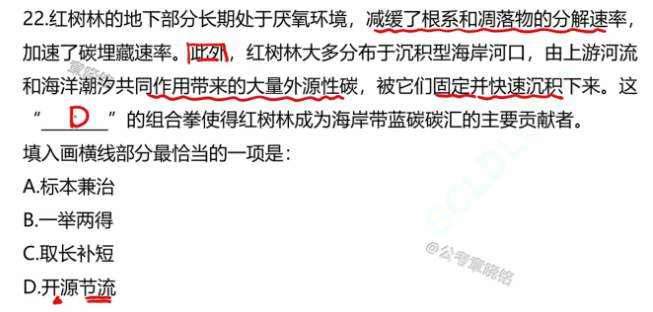 22.红树林的地下部分长期处于厌氧环境，减缓了根系和凋落物的分解速率，
加速了碳埋藏速率。此外，红树林大多分布于沉积型海岸河口，由上游河流
和海洋潮汐共同作用带来的大量外源性碳，被它们固定并快速沉积下来。这
“ D ”的组合拳使得红树林成为海岸带蓝碳碳汇的主要贡献者。
填入画横线部分最恰当的一项是：
A.标本兼治
B.一举两得
C.取长补短
D.开源节流
@公考章晓铭
章晓铭
SCLDL